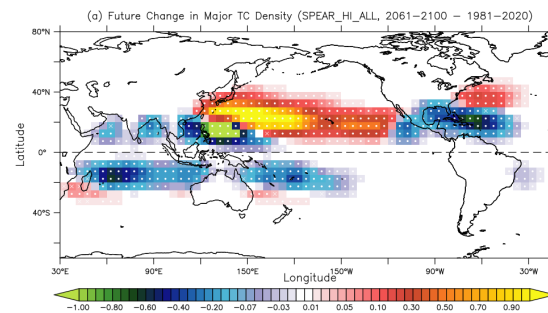 (a) Future Change in Major TC Density (SPEAR_HI_ALL, 2061-2100 - 1981-2020)
80°N
40°N
0°
40°S
Latitude
30°E 90°E 150°E 150°W 90°W 30°W
Longitude
-1.00 -0.80 -0.60 -0.40 -0.20 -0.07 -0.03 0.01 0.05 0.10 0.30 0.50 0.70 0.90